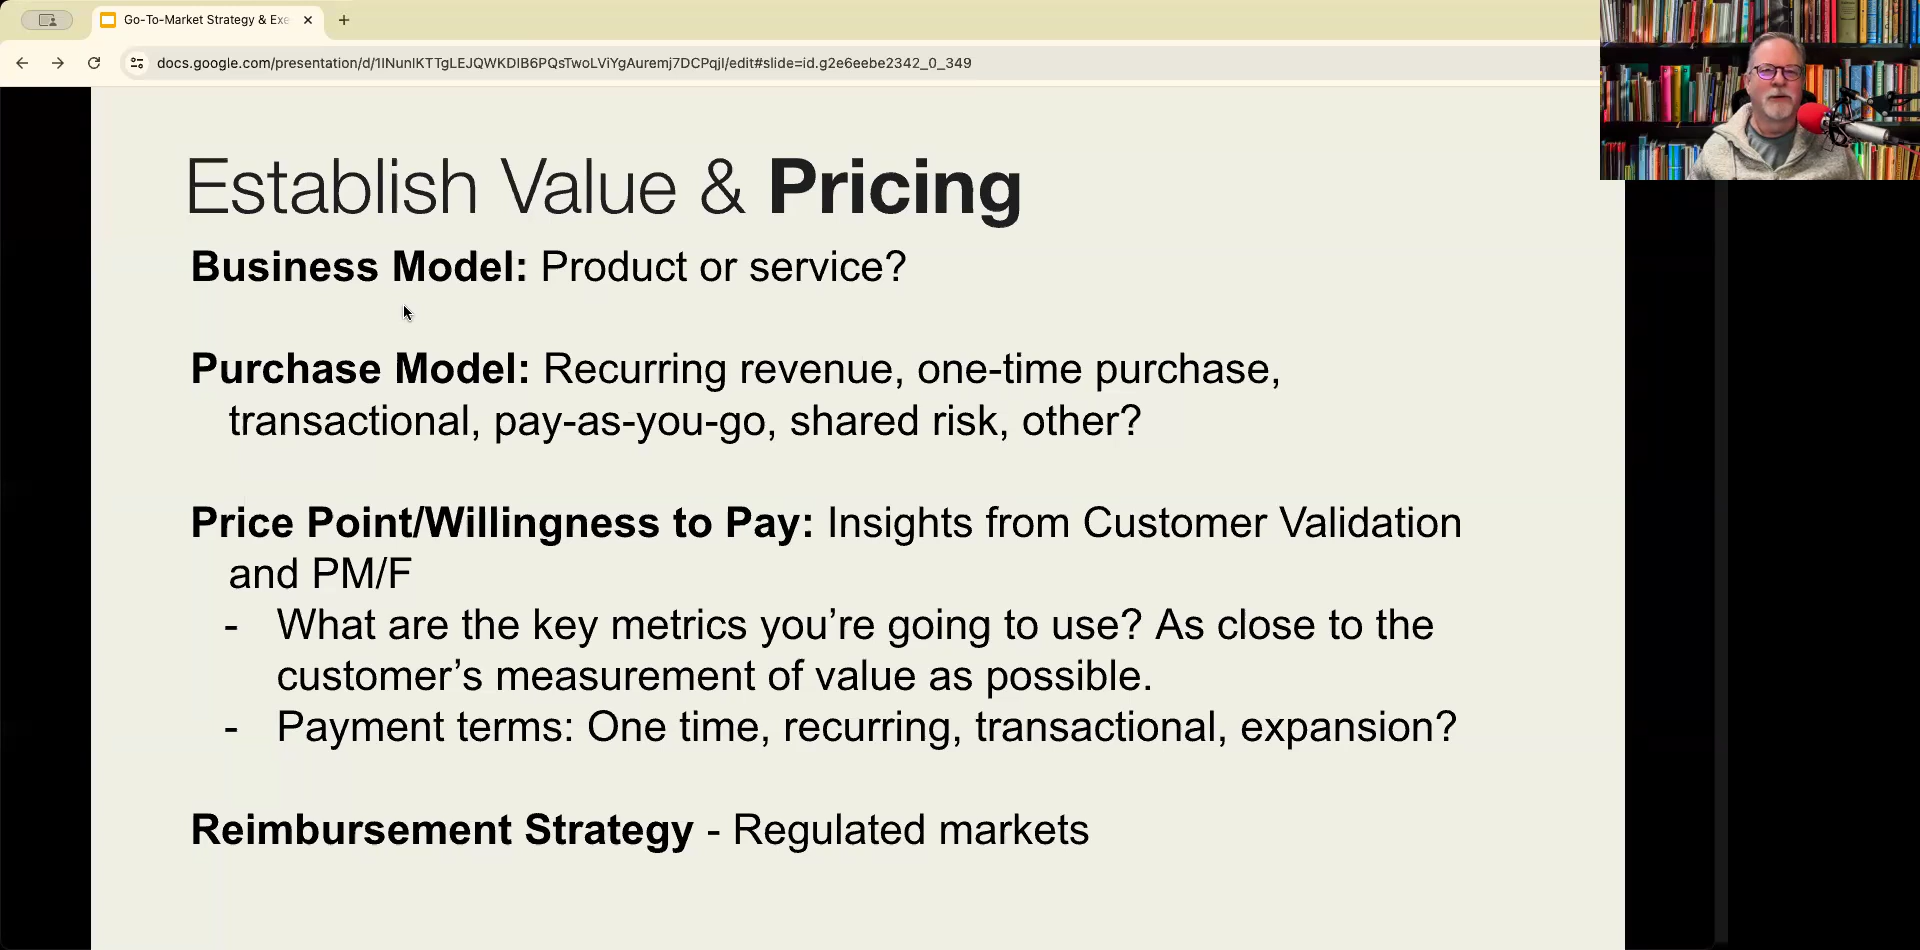 Go-To-Market Strategy & Exe
docs.google.com/presentation/d/1INunIKTTgLEJQWKDIB6PQsTwoLViYgAuremj7DCPqjI/edit#slide=id.g2e6eebe2342_0_349
Establish Value & Pricing
Business Model: Product or service?
Purchase Model: Recurring revenue, one-time purchase,
transactional, pay-as-you-go, shared risk, other?
Price Point/Willingness to Pay: Insights from Customer Validation
and PM/F
- What are the key metrics you’re going to use? As close to the
customer’s measurement of value as possible.
- Payment terms: One time, recurring, transactional, expansion?
Reimbursement Strategy - Regulated markets